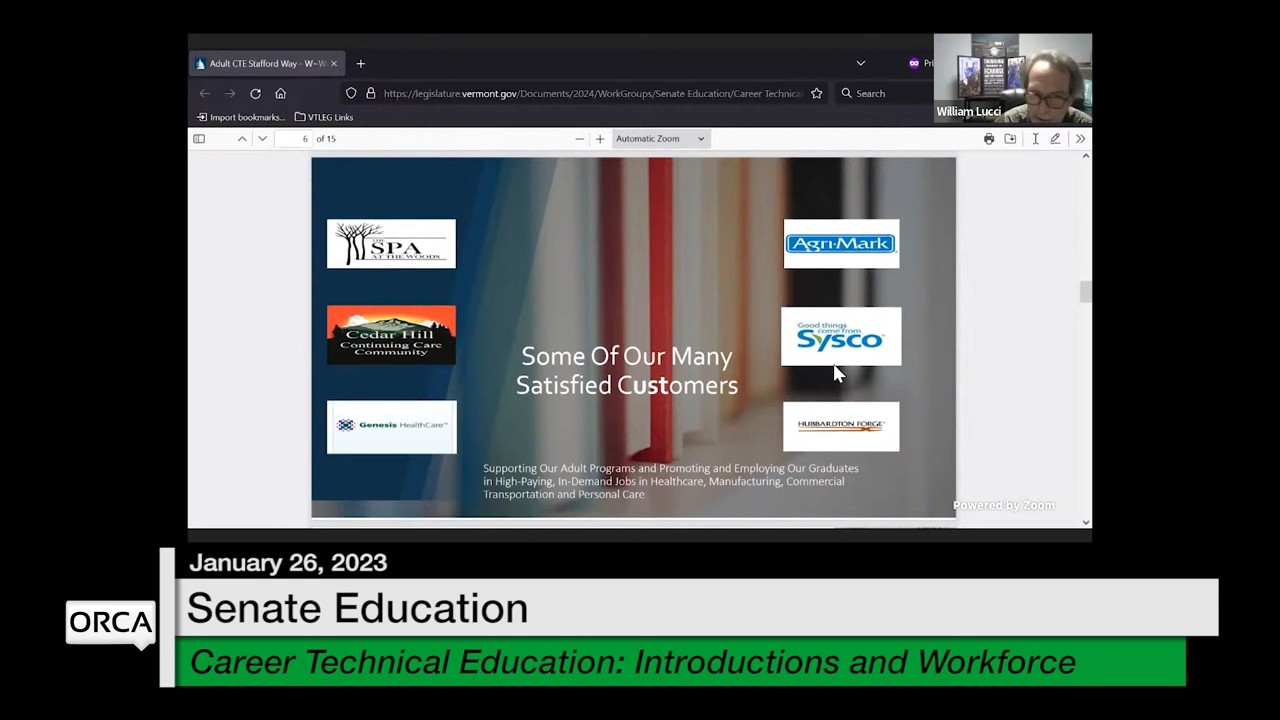 Adult CTE Stafford Way - W~W
Pri
https://legislature.vermont.gov/Documents/2024/WorkGroups/Senate Education/Career Technical
Search
William Lucci
Import bookmarks...
VTLEG Links
6 of 15
Automatic Zoom
THE
SPA
AT THE WOODS
Agri-Mark
Cedar Hill
Continuing Care
Community
Good things
come from
Sysco
Some Of Our Many
Satisfied Customers
Genesis HealthCare™
HUBBARDTON FORGE®
Supporting Our Adult Programs and Promoting and Employing Our Graduates
in High-Paying, In-Demand Jobs in Healthcare, Manufacturing, Commercial
Transportation and Personal Care
Powered by Zoom
January 26, 2023
ORCA
Senate Education
Career Technical Education: Introductions and Workforce